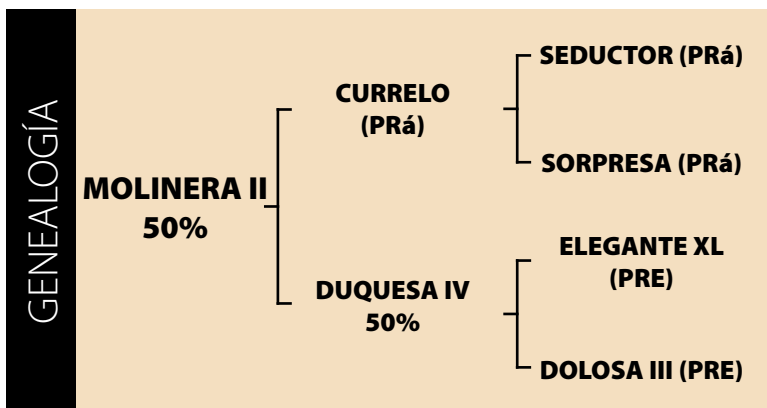 GENEALOGÍA
MOLINERA II
50%
CURRELO
(PRá)
SEDUCTOR (PRá)
SORPRESA (PRá)
DUQUESA IV
50%
ELEGANTE XL
(PRE)
DOLOSA III (PRE)